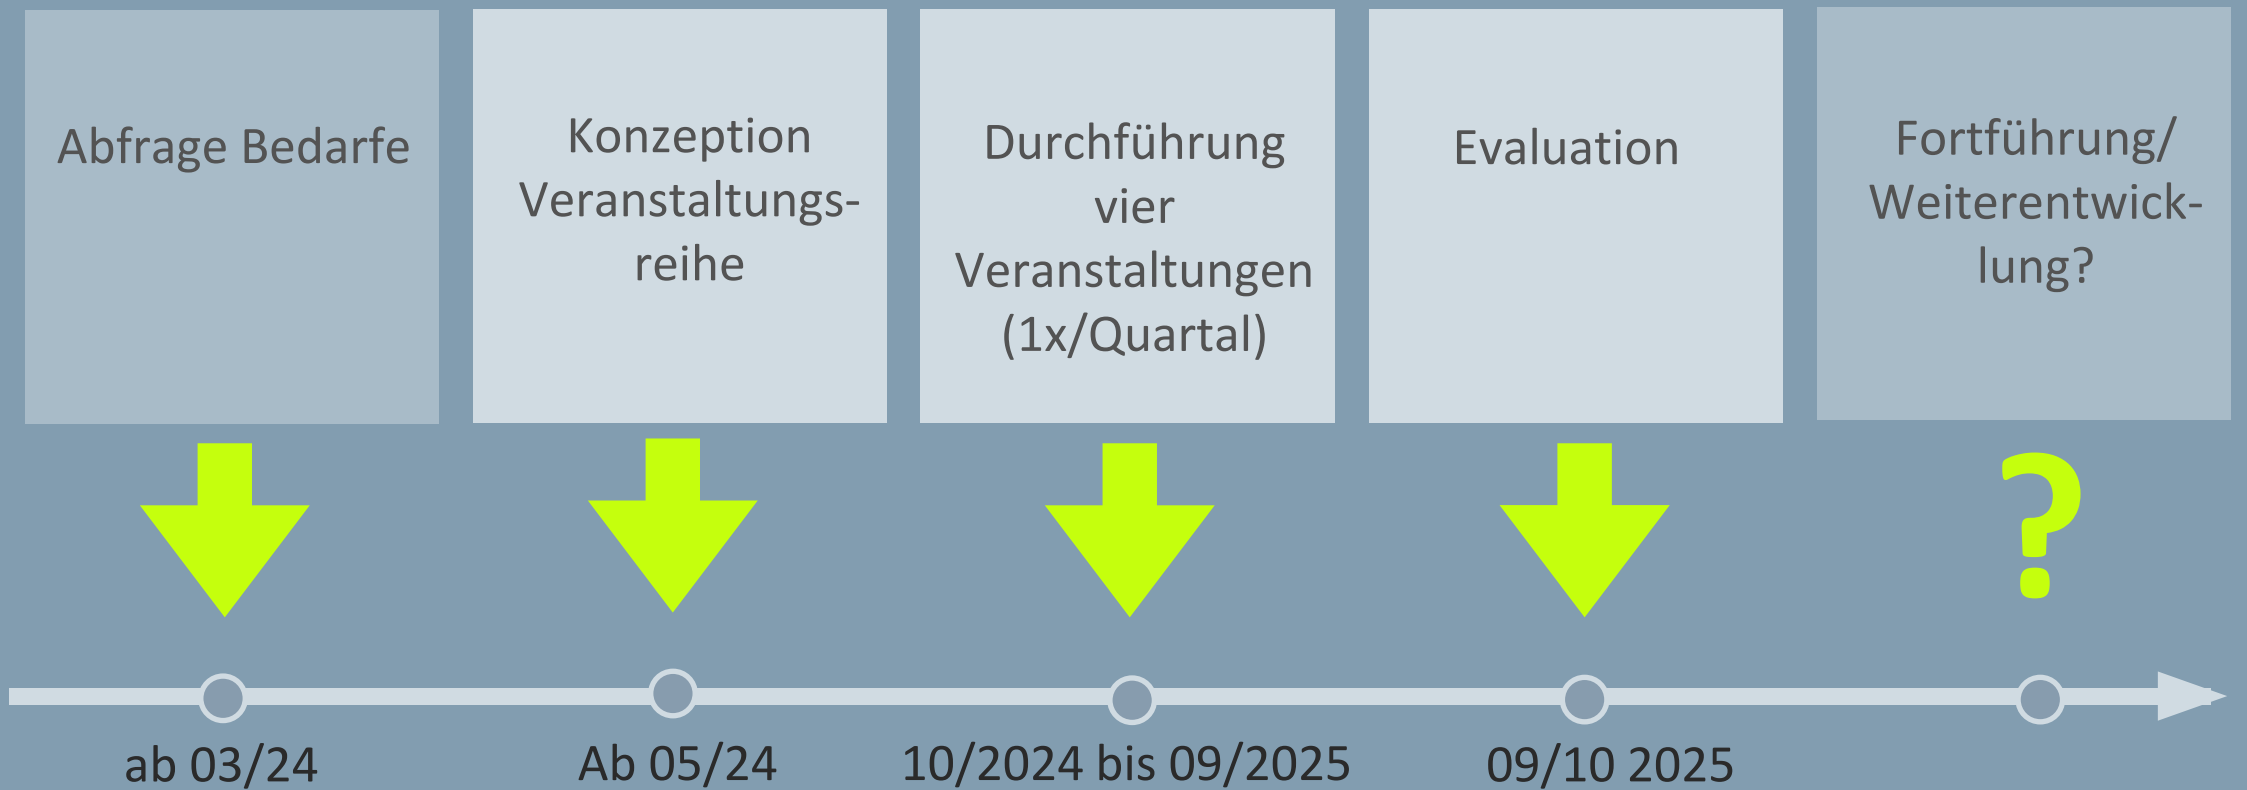 Abfrage Bedarfe
Konzeption
Veranstaltungs-
reihe
Durchführung
vier
Veranstaltungen
(1x/Quartal)
Evaluation
Fortführung/
Weiterentwick-
lung?
?
ab 03/24
Ab 05/24
10/2024 bis 09/2025
09/10 2025